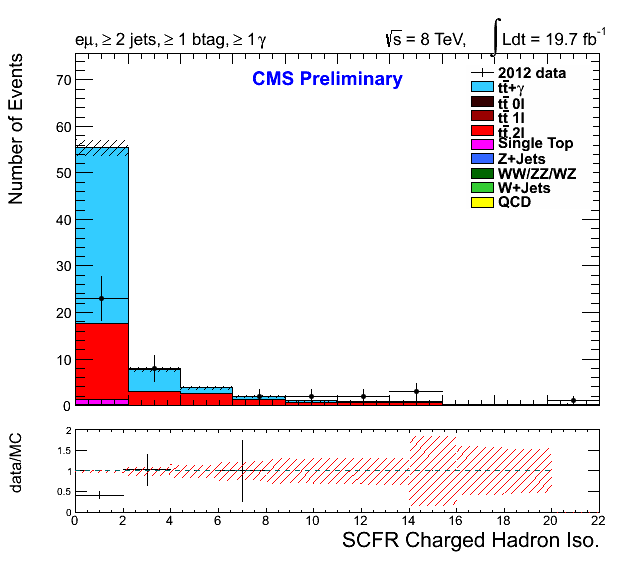 eμ, ≥ 2 jets, ≥ 1 btag, ≥ 1 γ
√s = 8 TeV, ∫ Ldt = 19.7 fb⁻¹
CMS Preliminary
2012 data
tt̄+γ
tt̄ 0l
tt̄ 1l
tt̄ 2l
Single Top
Z+Jets
WW/ZZ/WZ
W+Jets
QCD
Number of Events
70
60
50
40
30
20
10
0
data/MC
2
1.5
1
0.5
0
0 2 4 6 8 10 12 14 16 18 20 22
SCFR Charged Hadron Iso.